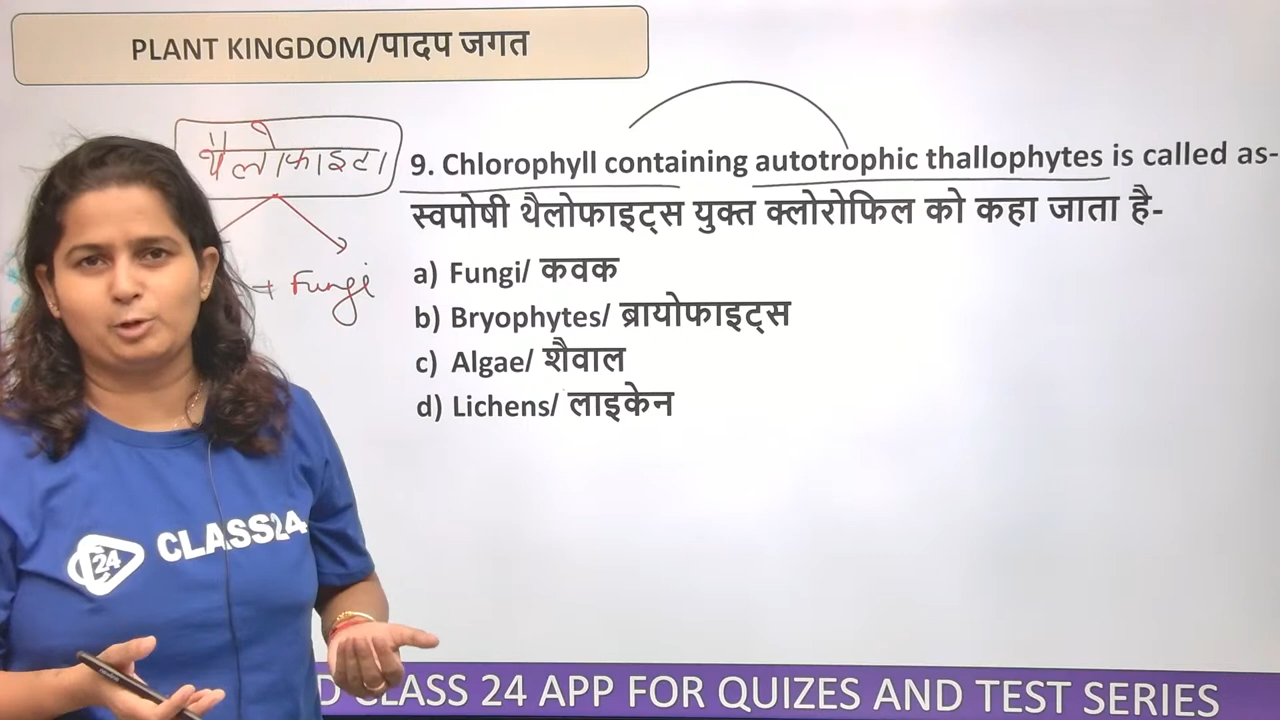 PLANT KINGDOM/पादप जगत
थैलोफाइटा
+ Fungi
9. Chlorophyll containing autotrophic thallophytes is called as-
स्वपोषी थैलोफाइट्स युक्त क्लोरोफिल को कहा जाता है-
a) Fungi/ कवक
b) Bryophytes/ ब्रायोफाइट्स
c) Algae/ शैवाल
d) Lichens/ लाइकेन
24 CLASS24
D CLASS 24 APP FOR QUIZES AND TEST SERIES